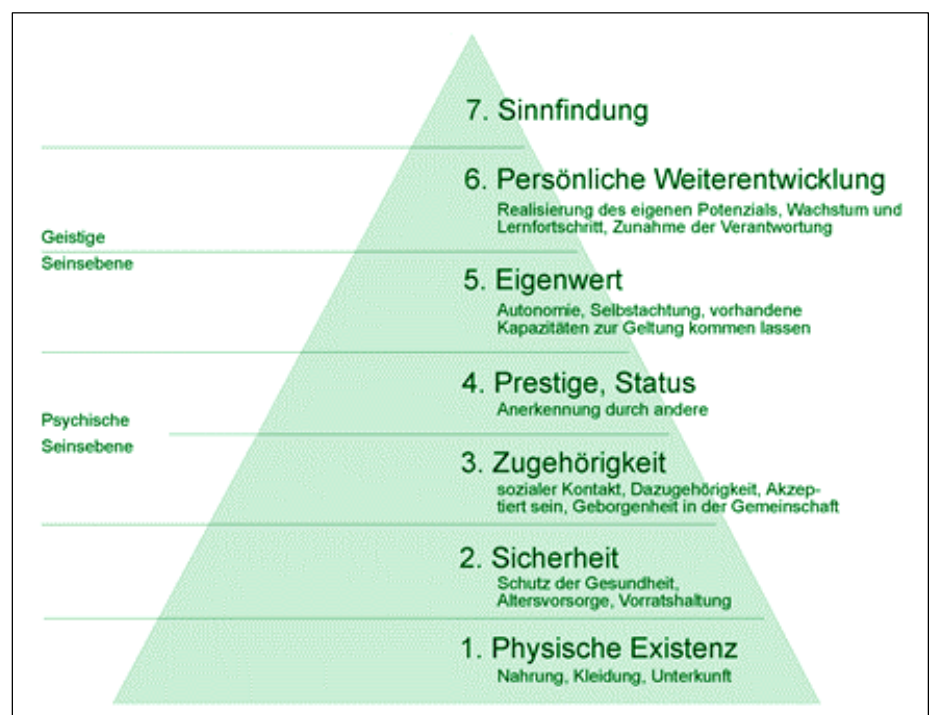 7. Sinnfindung
6. Persönliche Weiterentwicklung
Realisierung des eigenen Potenzials, Wachstum und
Lernfortschritt, Zunahme der Verantwortung
Geistige
Seinsebene
5. Eigenwert
Autonomie, Selbstachtung, vorhandene
Kapazitäten zur Geltung kommen lassen
4. Prestige, Status
Anerkennung durch andere
Psychische
Seinsebene
3. Zugehörigkeit
sozialer Kontakt, Dazugehörigkeit, Akzep-
tiert sein, Geborgenheit in der Gemeinschaft
2. Sicherheit
Schutz der Gesundheit,
Altersvorsorge, Vorratshaltung
1. Physische Existenz
Nahrung, Kleidung, Unterkunft